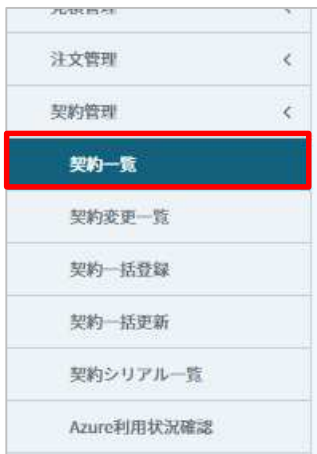 注文管理
契約管理
契約一覧
契約変更一覧
契約一括登録
契約一括更新
契約シリアル一覧
Azure利用状況確認